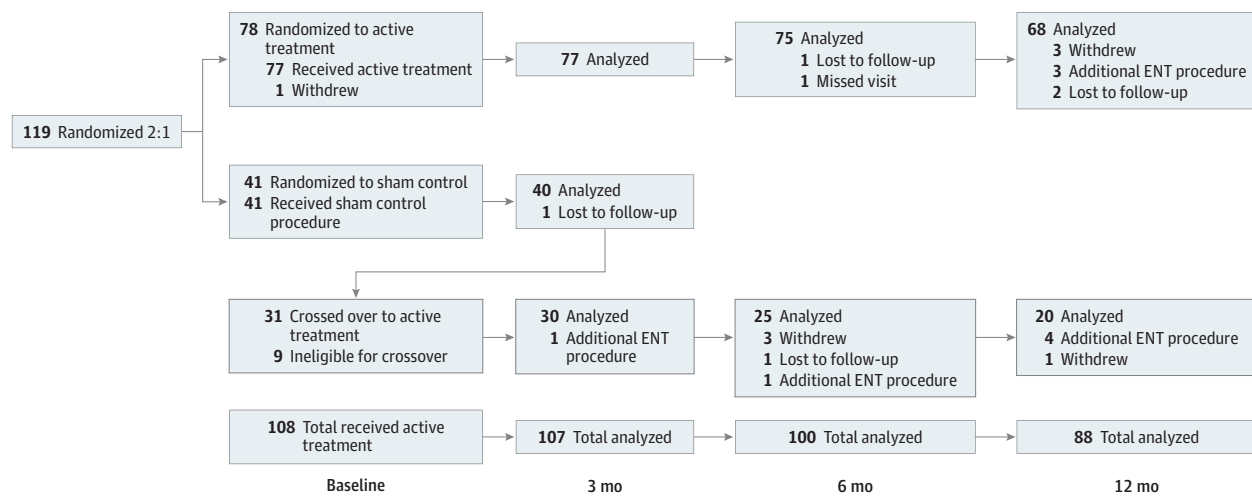 119 Randomized 2:1
78 Randomized to active
treatment
77 Received active treatment
1 Withdrew
77 Analyzed
75 Analyzed
1 Lost to follow-up
1 Missed visit
68 Analyzed
3 Withdrew
3 Additional ENT procedure
2 Lost to follow-up
41 Randomized to sham control
41 Received sham control
procedure
40 Analyzed
1 Lost to follow-up
31 Crossed over to active
treatment
9 Ineligible for crossover
30 Analyzed
1 Additional ENT
procedure
25 Analyzed
3 Withdrew
1 Lost to follow-up
1 Additional ENT procedure
20 Analyzed
4 Additional ENT procedure
1 Withdrew
108 Total received active
treatment
107 Total analyzed
100 Total analyzed
88 Total analyzed
Baseline
3 mo
6 mo
12 mo